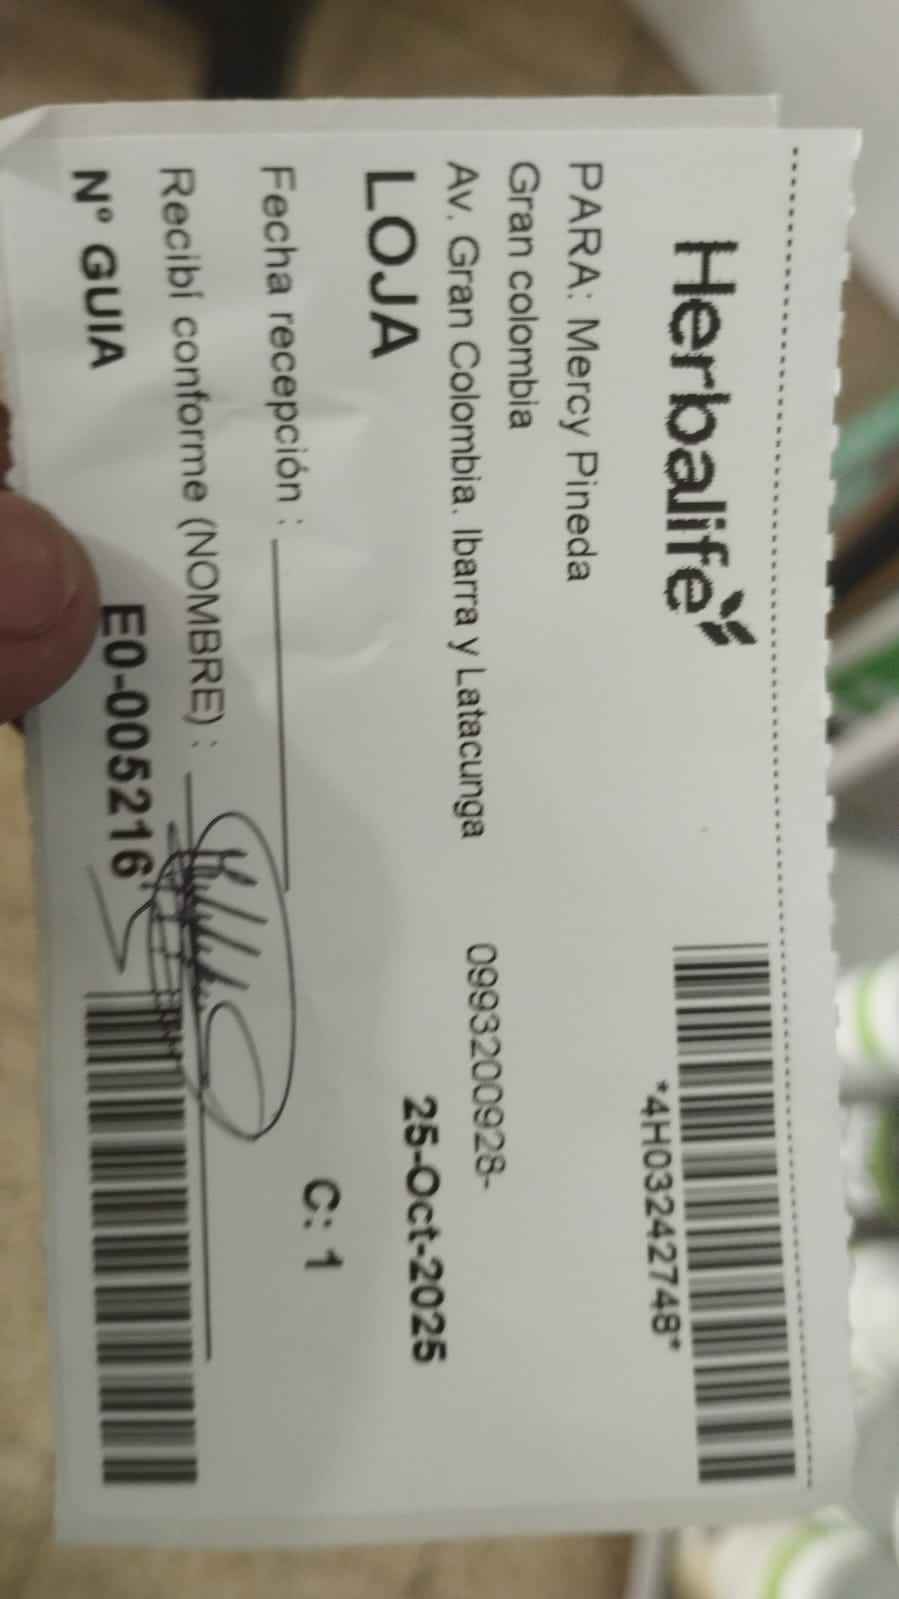 Herbalife
*4H03242748*
PARA: Mercy Pineda
Gran colombia
Av. Gran Colombia. Ibarra y Latacunga 0993200928-
LOJA 25-Oct-2025
Fecha recepción :
C: 1
Recibí conforme (NOMBRE) :
Nº GUIA E0-005216